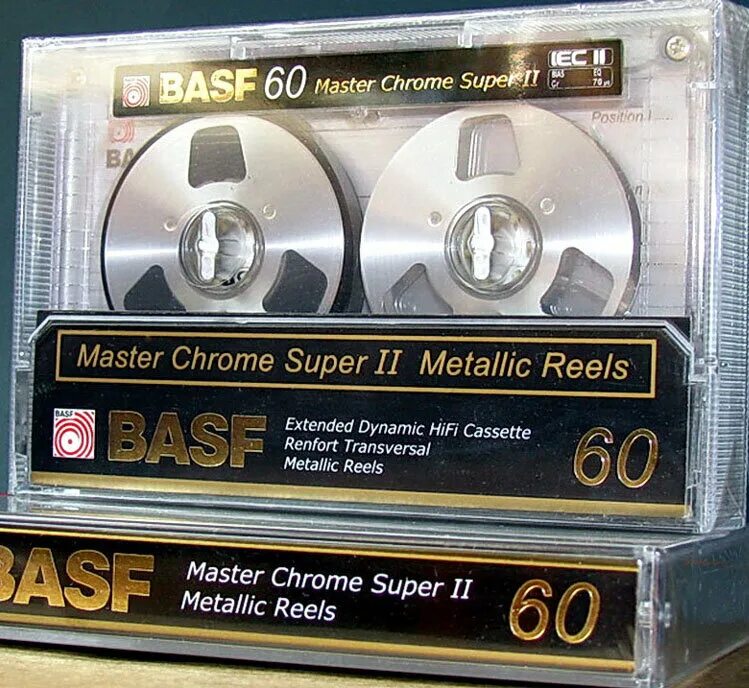 BASF 60 Master Chrome Super II
IEC II
BIAS EQ
Cr 70 µs
Position I
BA
Master Chrome Super II Metallic Reels
BASF
BASF
Extended Dynamic HiFi Cassette
Renfort Transversal
Metallic Reels
60
BASF
Master Chrome Super II
Metallic Reels
60